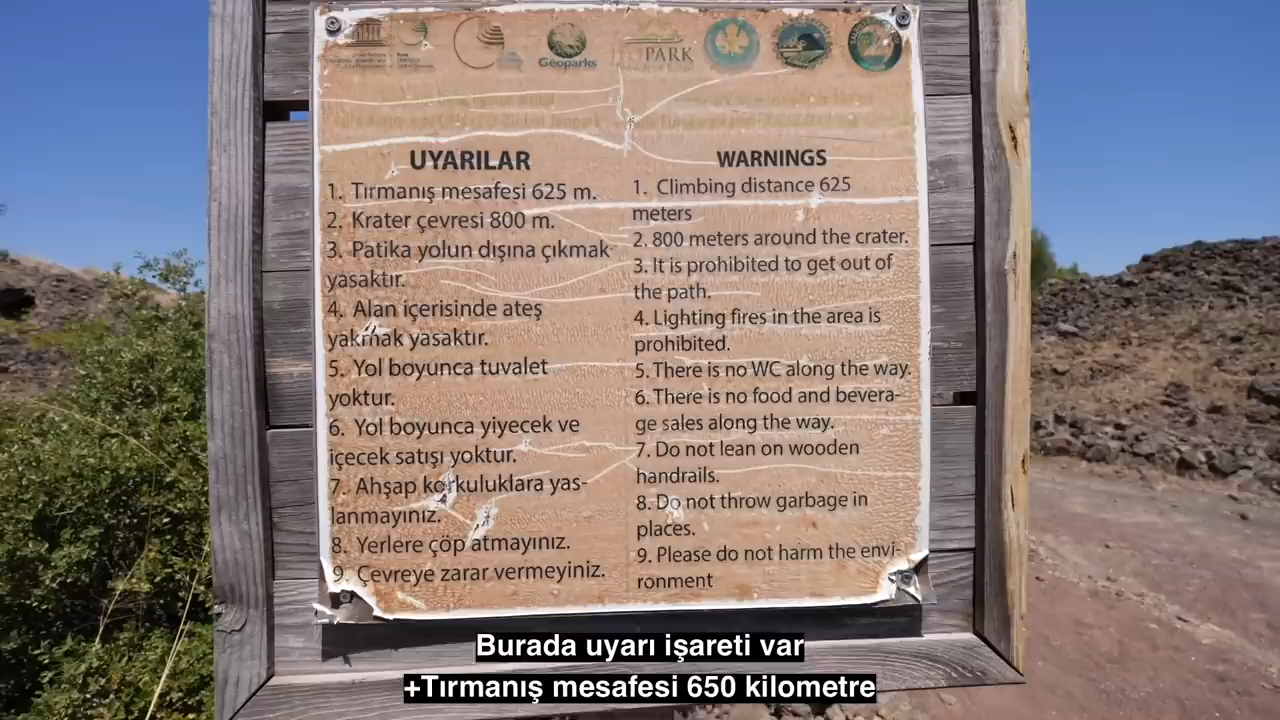 Geoparks
PARK
UYARILAR
1. Tırmanış mesafesi 625 m.
2. Krater çevresi 800 m.
3. Patika yolun dışına çıkmak
yasaktır.
4. Alan içerisinde ateş
yakmak yasaktır.
5. Yol boyunca tuvalet
yoktur.
6. Yol boyunca yiyecek ve
içecek satışı yoktur.
7. Ahşap korkuluklara yas-
lanmayınız.
8. Yerlere çöp atmayınız.
9. Çevreye zarar vermeyiniz.
WARNINGS
1. Climbing distance 625
meters
2. 800 meters around the crater.
3. It is prohibited to get out of
the path.
4. Lighting fires in the area is
prohibited.
5. There is no WC along the way.
6. There is no food and bevera-
ge sales along the way.
7. Do not lean on wooden
handrails.
8. Do not throw garbage in
places.
9. Please do not harm the envi-
ronment
Burada uyarı işareti var
+Tırmanış mesafesi 650 kilometre